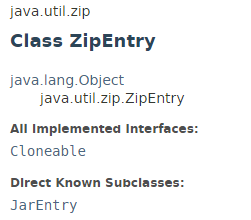 java.util.zip
Class ZipEntry
java.lang.Object
java.util.zip.ZipEntry
All Implemented Interfaces:
Cloneable
Direct Known Subclasses:
JarEntry